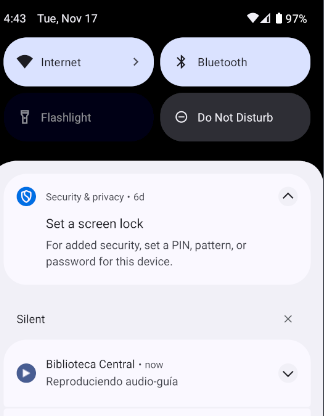 4:43 Tue, Nov 17 97%
Internet Bluetooth
Flashlight Do Not Disturb
Security & privacy • 6d
Set a screen lock
For added security, set a PIN, pattern, or
password for this device.
Silent
Biblioteca Central • now
Reproduciendo audio-guía